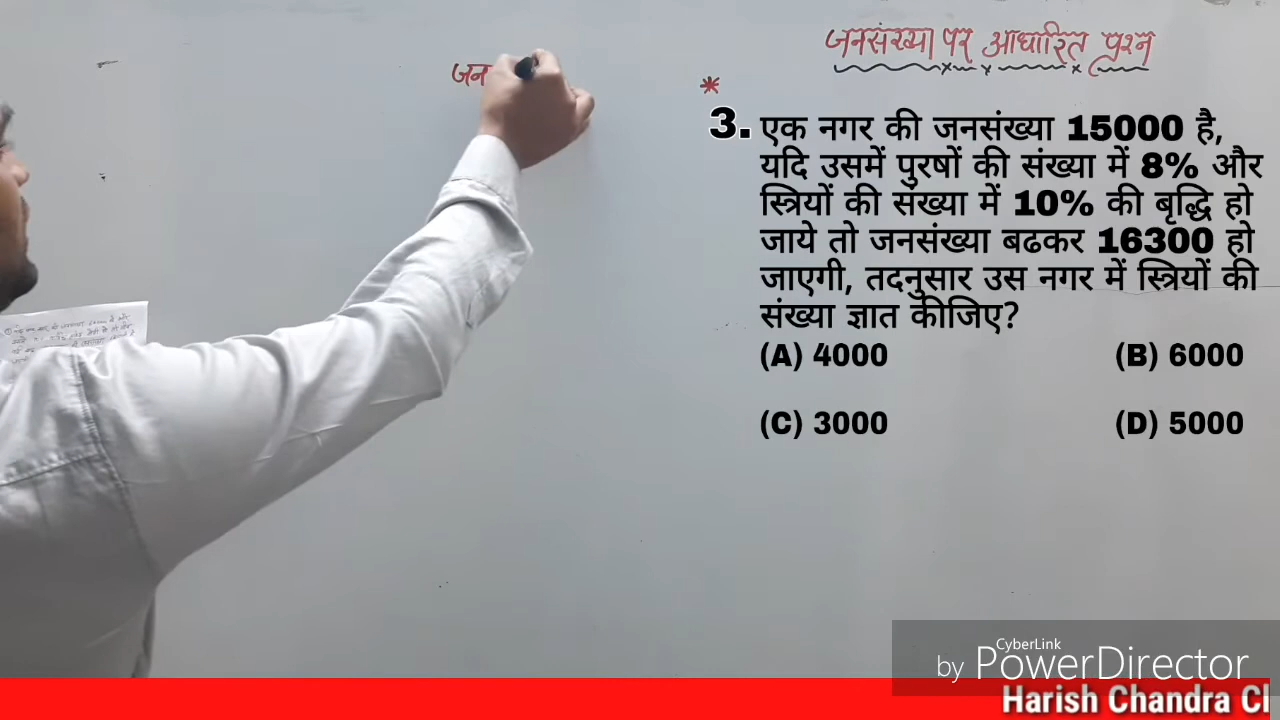 जनसंख्या पर आधारित प्रश्न
जन
*
3. एक नगर की जनसंख्या 15000 है,
यदि उसमें पुरषों की संख्या में 8% और
स्त्रियों की संख्या में 10% की बृद्धि हो
जाये तो जनसंख्या बढकर 16300 हो
जाएगी, तदनुसार उस नगर में स्त्रियों की
संख्या ज्ञात कीजिए?
(A) 4000 (B) 6000
(C) 3000 (D) 5000
CyberLink
by PowerDirector
Harish Chandra Cl